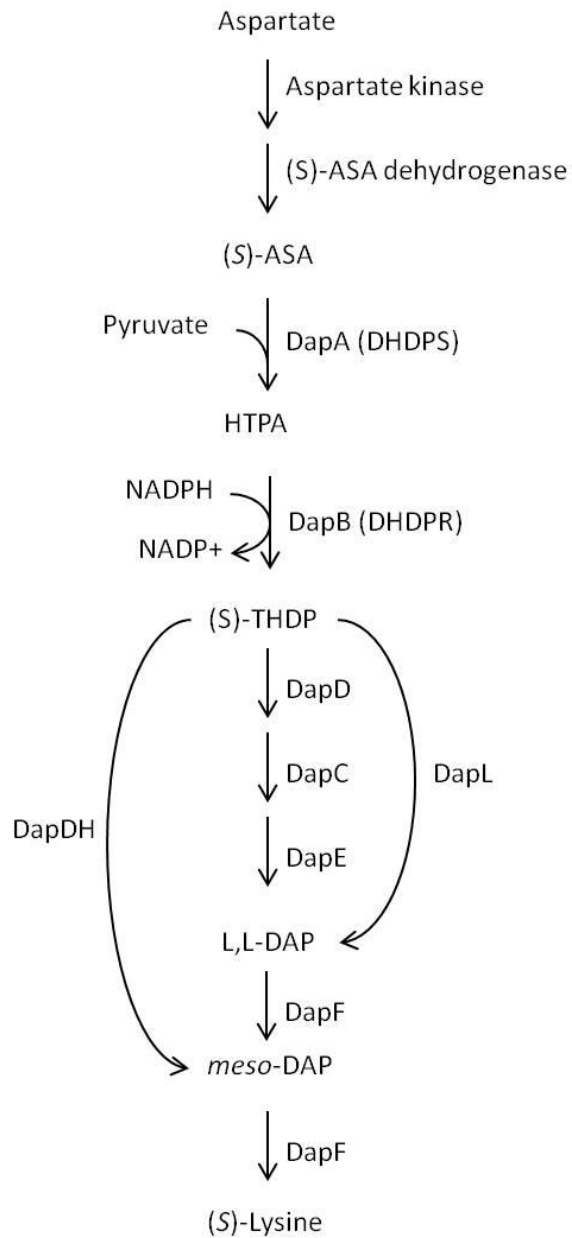 Aspartate
Aspartate kinase
(S)-ASA dehydrogenase
(S)-ASA
Pyruvate
DapA (DHDPS)
HTPA
NADPH
DapB (DHDPR)
NADP+
(S)-THDP
DapD
DapC
DapL
DapDH
DapE
L,L-DAP
DapF
meso-DAP
DapF
(S)-Lysine